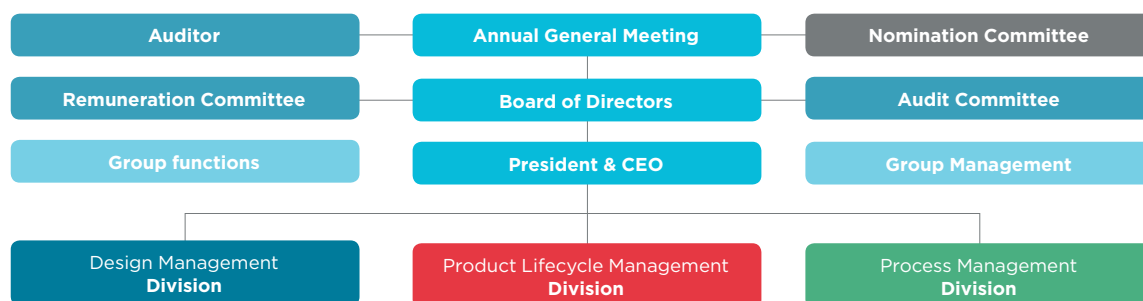 Auditor
Annual General Meeting
Nomination Committee
Remuneration Committee
Board of Directors
Audit Committee
Group functions
President & CEO
Group Management
Design Management
Division
Product Lifecycle Management
Division
Process Management
Division